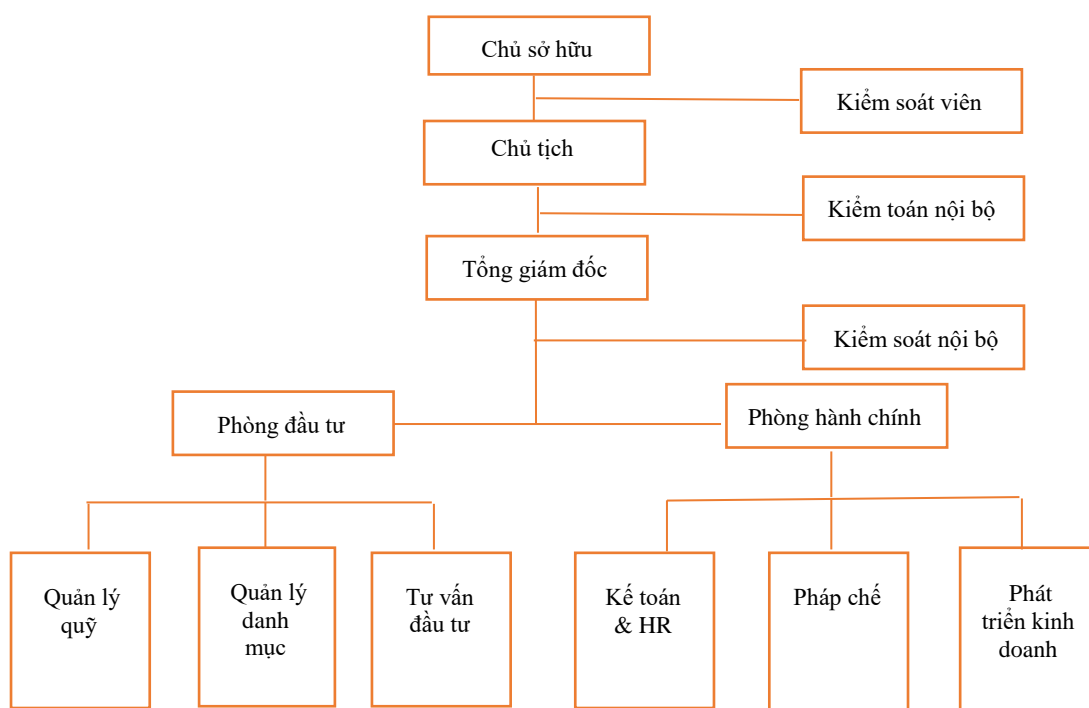 Chủ sở hữu
Kiểm soát viên
Chủ tịch
Kiểm toán nội bộ
Tổng giám đốc
Kiểm soát nội bộ
Phòng đầu tư
Phòng hành chính
Quản lý
quỹ
Quản lý
danh
mục
Tư vấn
đầu tư
Kế toán
& HR
Pháp chế
Phát
triển kinh
doanh